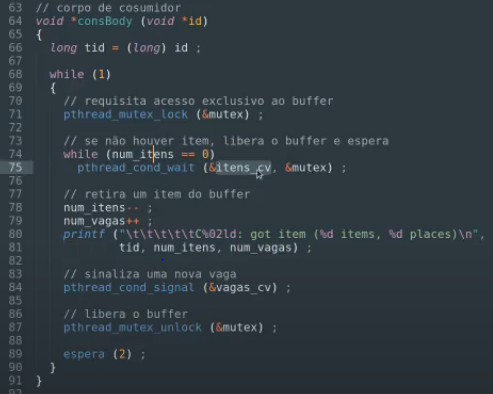 63 // corpo de cosumidor
64 void *consBody (void *id)
65 {
66 long tid = (long) id ;
67
68 while (1)
69 {
70 // requisita acesso exclusivo ao buffer
71 pthread_mutex_lock (&mutex) ;
72
73 // se não houver item, libera o buffer e espera
74 while (num_itens == 0)
75 pthread_cond_wait (&itens_cv, &mutex) ;
76
77 // retira um item do buffer
78 num_itens-- ;
79 num_vagas++ ;
80 printf ("\t\t\t\t\t\tC%02ld: got item (%d items, %d places)\n",
81 tid, num_itens, num_vagas) ;
82
83 // sinaliza uma nova vaga
84 pthread_cond_signal (&vagas_cv) ;
85
86 // libera o buffer
87 pthread_mutex_unlock (&mutex) ;
88
89 espera (2) ;
90 }
91 }